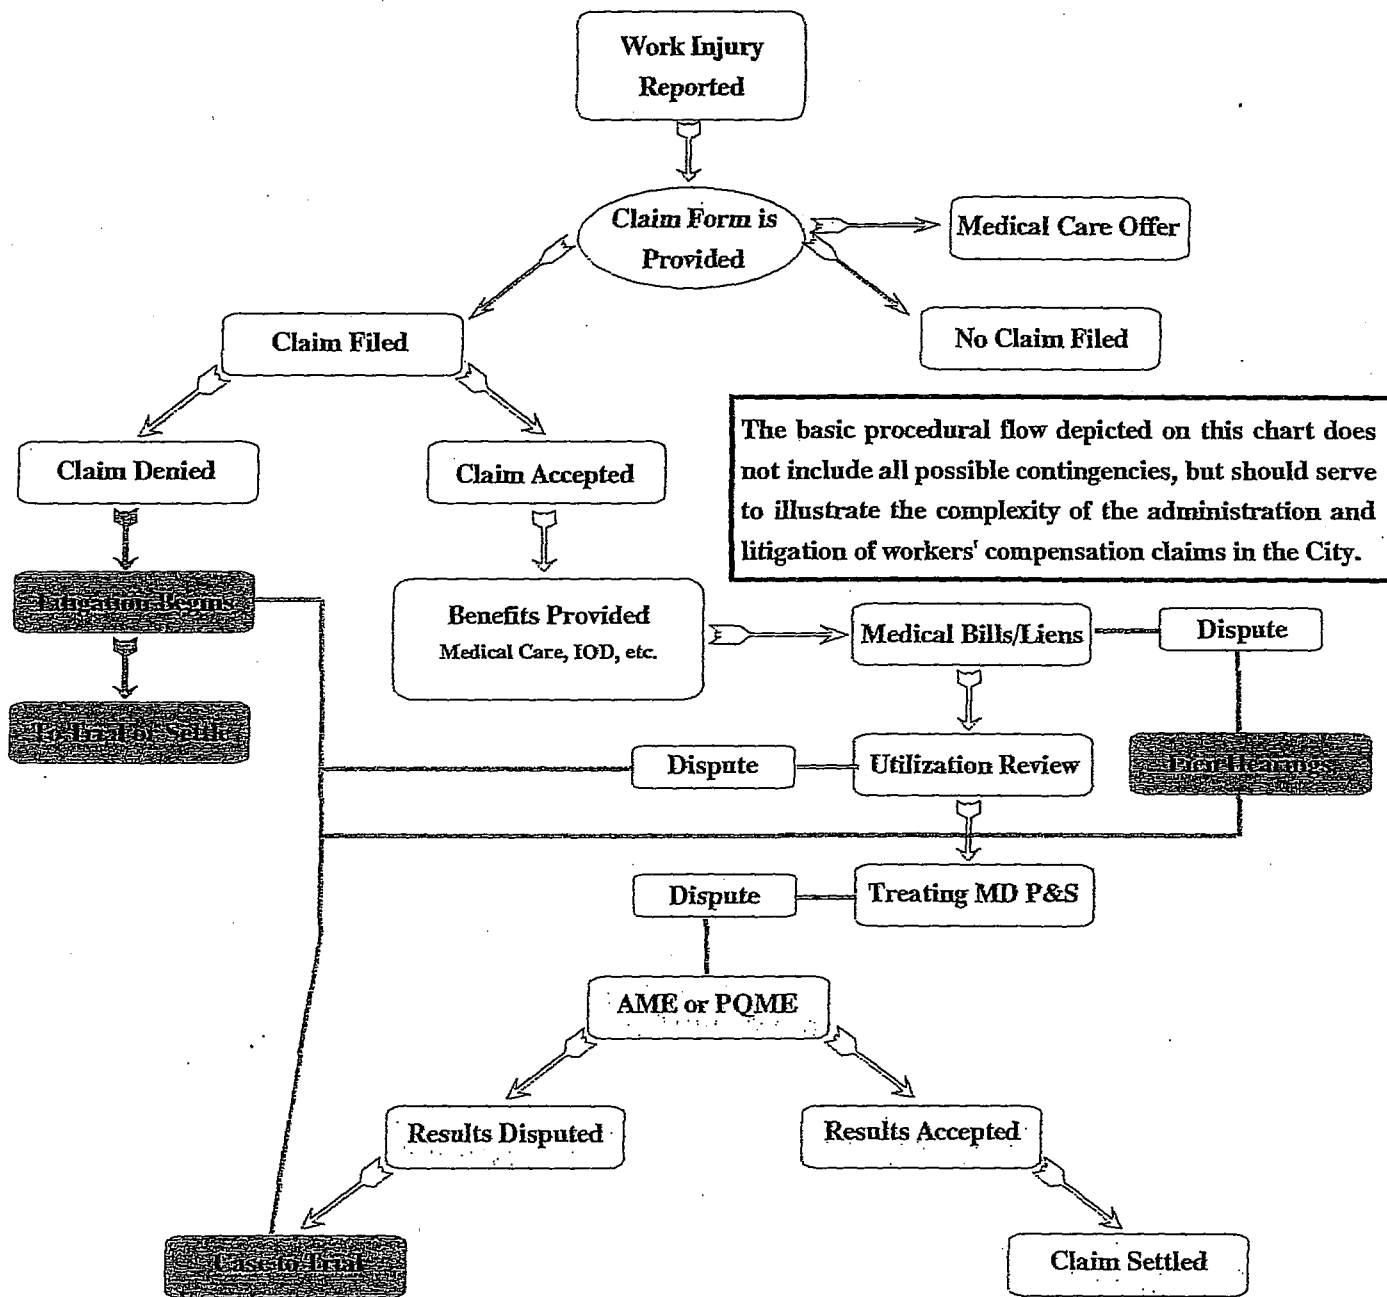 Work Injury
Reported
Claim Form is
Provided
Medical Care Offer
No Claim Filed
Claim Filed
Claim Denied
Claim Accepted
The basic procedural flow depicted on this chart does
not include all possible contingencies, but should serve
to illustrate the complexity of the administration and
litigation of workers' compensation claims in the City.
Litigation Begins
Benefits Provided
Medical Care, IOD, etc.
Medical Bills/Liens
Dispute
To Trial or Settle
Dispute
Utilization Review
Lien Hearings
Dispute
Treating MD P&S
AME or PQME
Results Disputed
Results Accepted
Case to Trial
Claim Settled